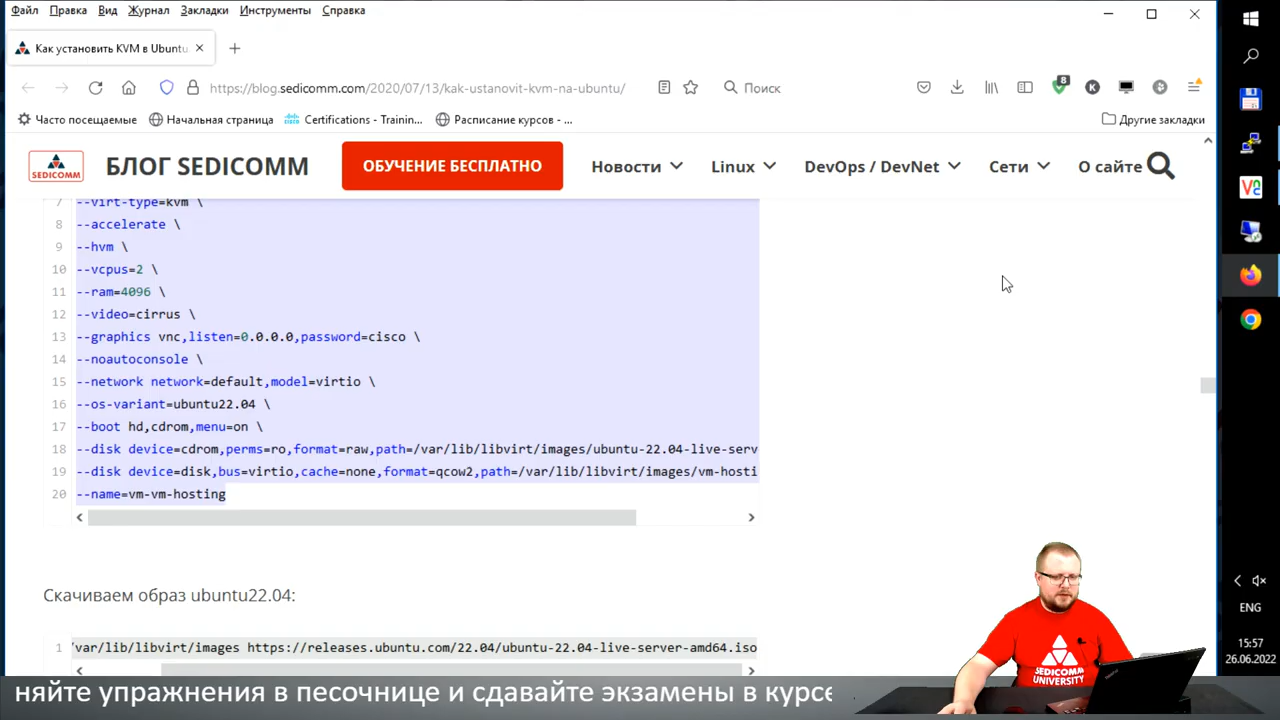 Файл Правка Вид Журнал Закладки Инструменты Справка
Как установить KVM в Ubuntu
https://blog.sedicomm.com/2020/07/13/kak-ustanovit-kvm-na-ubuntu/
Поиск
8
K
Часто посещаемые
Начальная страница
Certifications - Trainin...
Расписание курсов - ...
Другие закладки
SEDICOMM
БЛОГ SEDICOMM
ОБУЧЕНИЕ БЕСПЛАТНО
Новости
Linux
DevOps / DevNet
Сети
О сайте
7 --virt-type=kvm \
8 --accelerate \
9 --hvm \
10 --vcpus=2 \
11 --ram=4096 \
12 --video=cirrus \
13 --graphics vnc,listen=0.0.0.0,password=cisco \
14 --noautoconsole \
15 --network network=default,model=virtio \
16 --os-variant=ubuntu22.04 \
17 --boot hd,cdrom,menu=on \
18 --disk device=cdrom,perms=ro,format=raw,path=/var/lib/libvirt/images/ubuntu-22.04-live-serv
19 --disk device=disk,bus=virtio,cache=none,format=qcow2,path=/var/lib/libvirt/images/vm-hosti
20 --name=vm-vm-hosting
Скачиваем образ ubuntu22.04:
1 /var/lib/libvirt/images https://releases.ubuntu.com/22.04/ubuntu-22.04-live-server-amd64.iso
SEDICOMM
UNIVERSITY
ENG
15:57
26.06.2022
няйте упражнения в песочнице и сдавайте экзамены в курсе